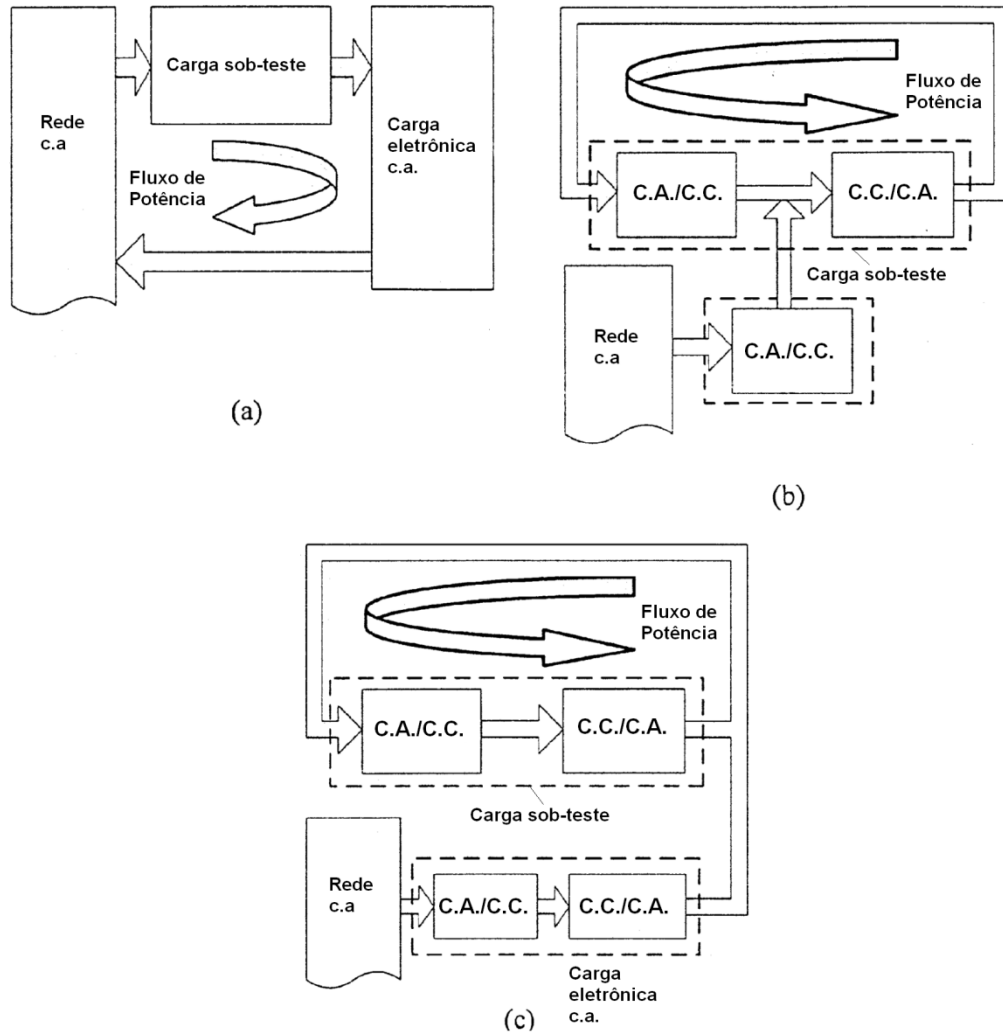 Rede
c.a
Carga sob-teste
Carga
eletrônica
c.a.
Fluxo de
Potência
(a)
Fluxo de
Potência
C.A./C.C.
C.C./C.A.
Carga sob-teste
Rede
c.a
C.A./C.C.
(b)
Fluxo de
Potência
C.A./C.C.
C.C./C.A.
Carga sob-teste
Rede
c.a
C.A./C.C.
C.C./C.A.
Carga
eletrônica
c.a.
(c)